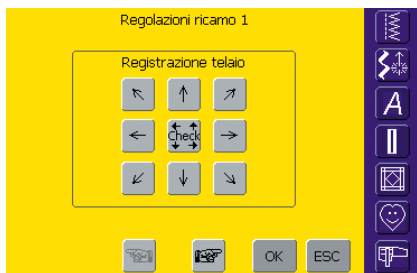 Regolazioni ricamo 1
Registrazione telaio
Check
A
OK ESC